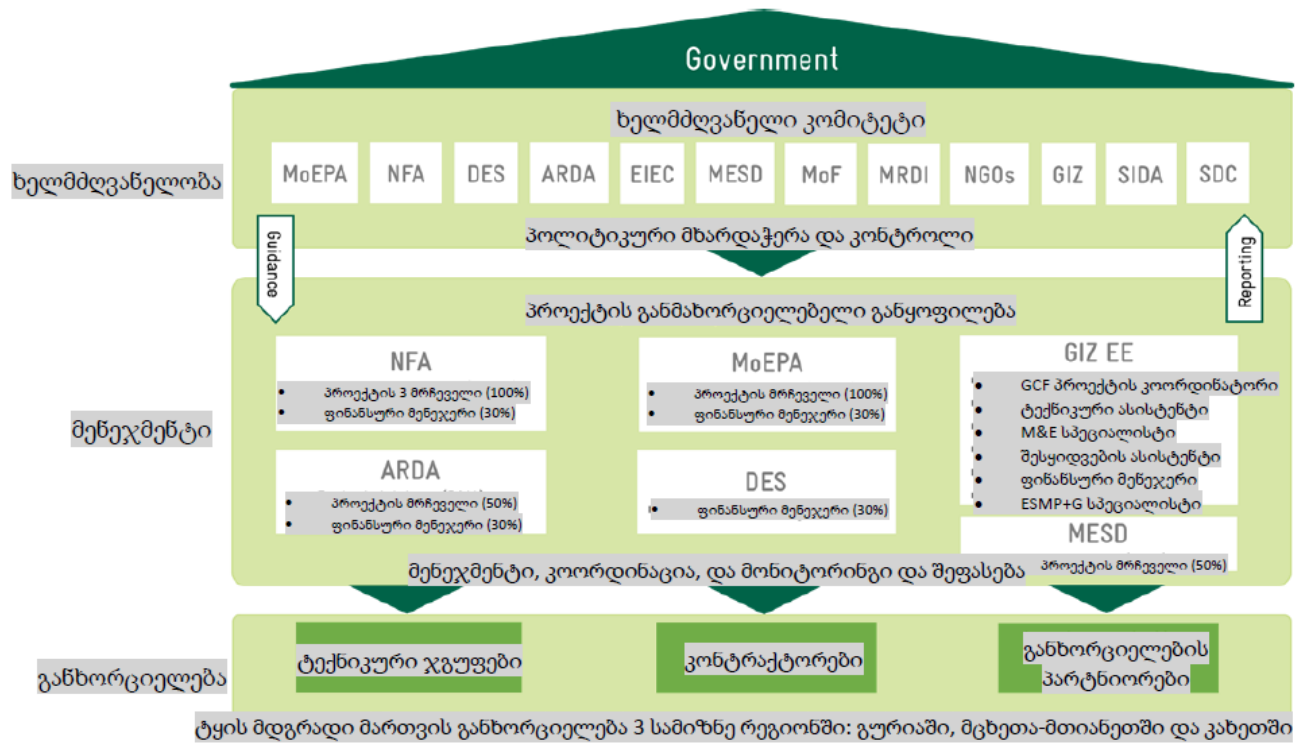 Government
ხელმძღვანელი კომიტეტი
ხელმძღვანელობა
MoEPA NFA DES ARDA EIEC MESD MoF MRDI NGOs GIZ SIDA SDC
პოლიტიკური მხარდაჭერა და კონტროლი
Guidance
Reporting
პროექტის განმახორციელებელი განყოფილება
მენეჯმენტი
NFA
• პროექტის 3 მრჩეველი (100%)
• ფინანსური მენეჯერი (30%)
MoEPA
• პროექტის მრჩეველი (100%)
• ფინანსური მენეჯერი (30%)
GIZ EE
• GCF პროექტის კოორდინატორი
• ტექნიკური ასისტენტი
• M&E სპეციალისტი
• შესყიდვების ასისტენტი
• ფინანსური მენეჯერი
• ESMP+G სპეციალისტი
ARDA
• პროექტის მრჩეველი (50%)
• ფინანსური მენეჯერი (30%)
DES
• ფინანსური მენეჯერი (30%)
MESD
პროექტის მრჩეველი (50%)
მენეჯმენტი, კოორდინაცია, და მონიტორინგი და შეფასება
განხორციელება
ტექნიკური ჯგუფები
კონტრაქტორები
განხორციელების
პარტნიორები
ტყის მდგრადი მართვის განხორციელება 3 სამიზნე რეგიონში: გურიაში, მცხეთა-მთიანეთში და კახეთში